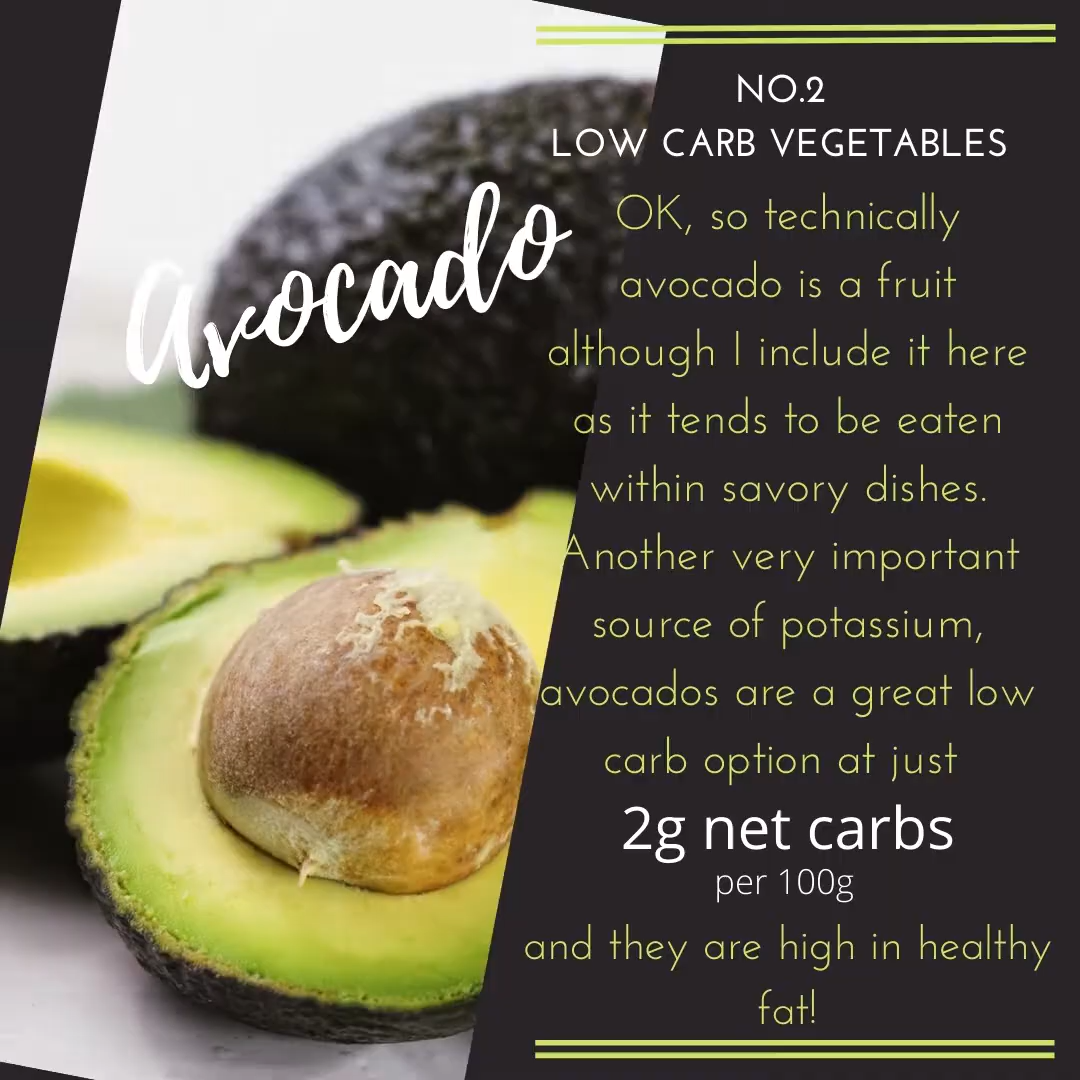 Avocado
NO.2
LOW CARB VEGETABLES
OK, so technically
avocado is a fruit
although I include it here
as it tends to be eaten
within savory dishes.
Another very important
source of potassium,
avocados are a great low
carb option at just
2g net carbs
per 100g
and they are high in healthy
fat!